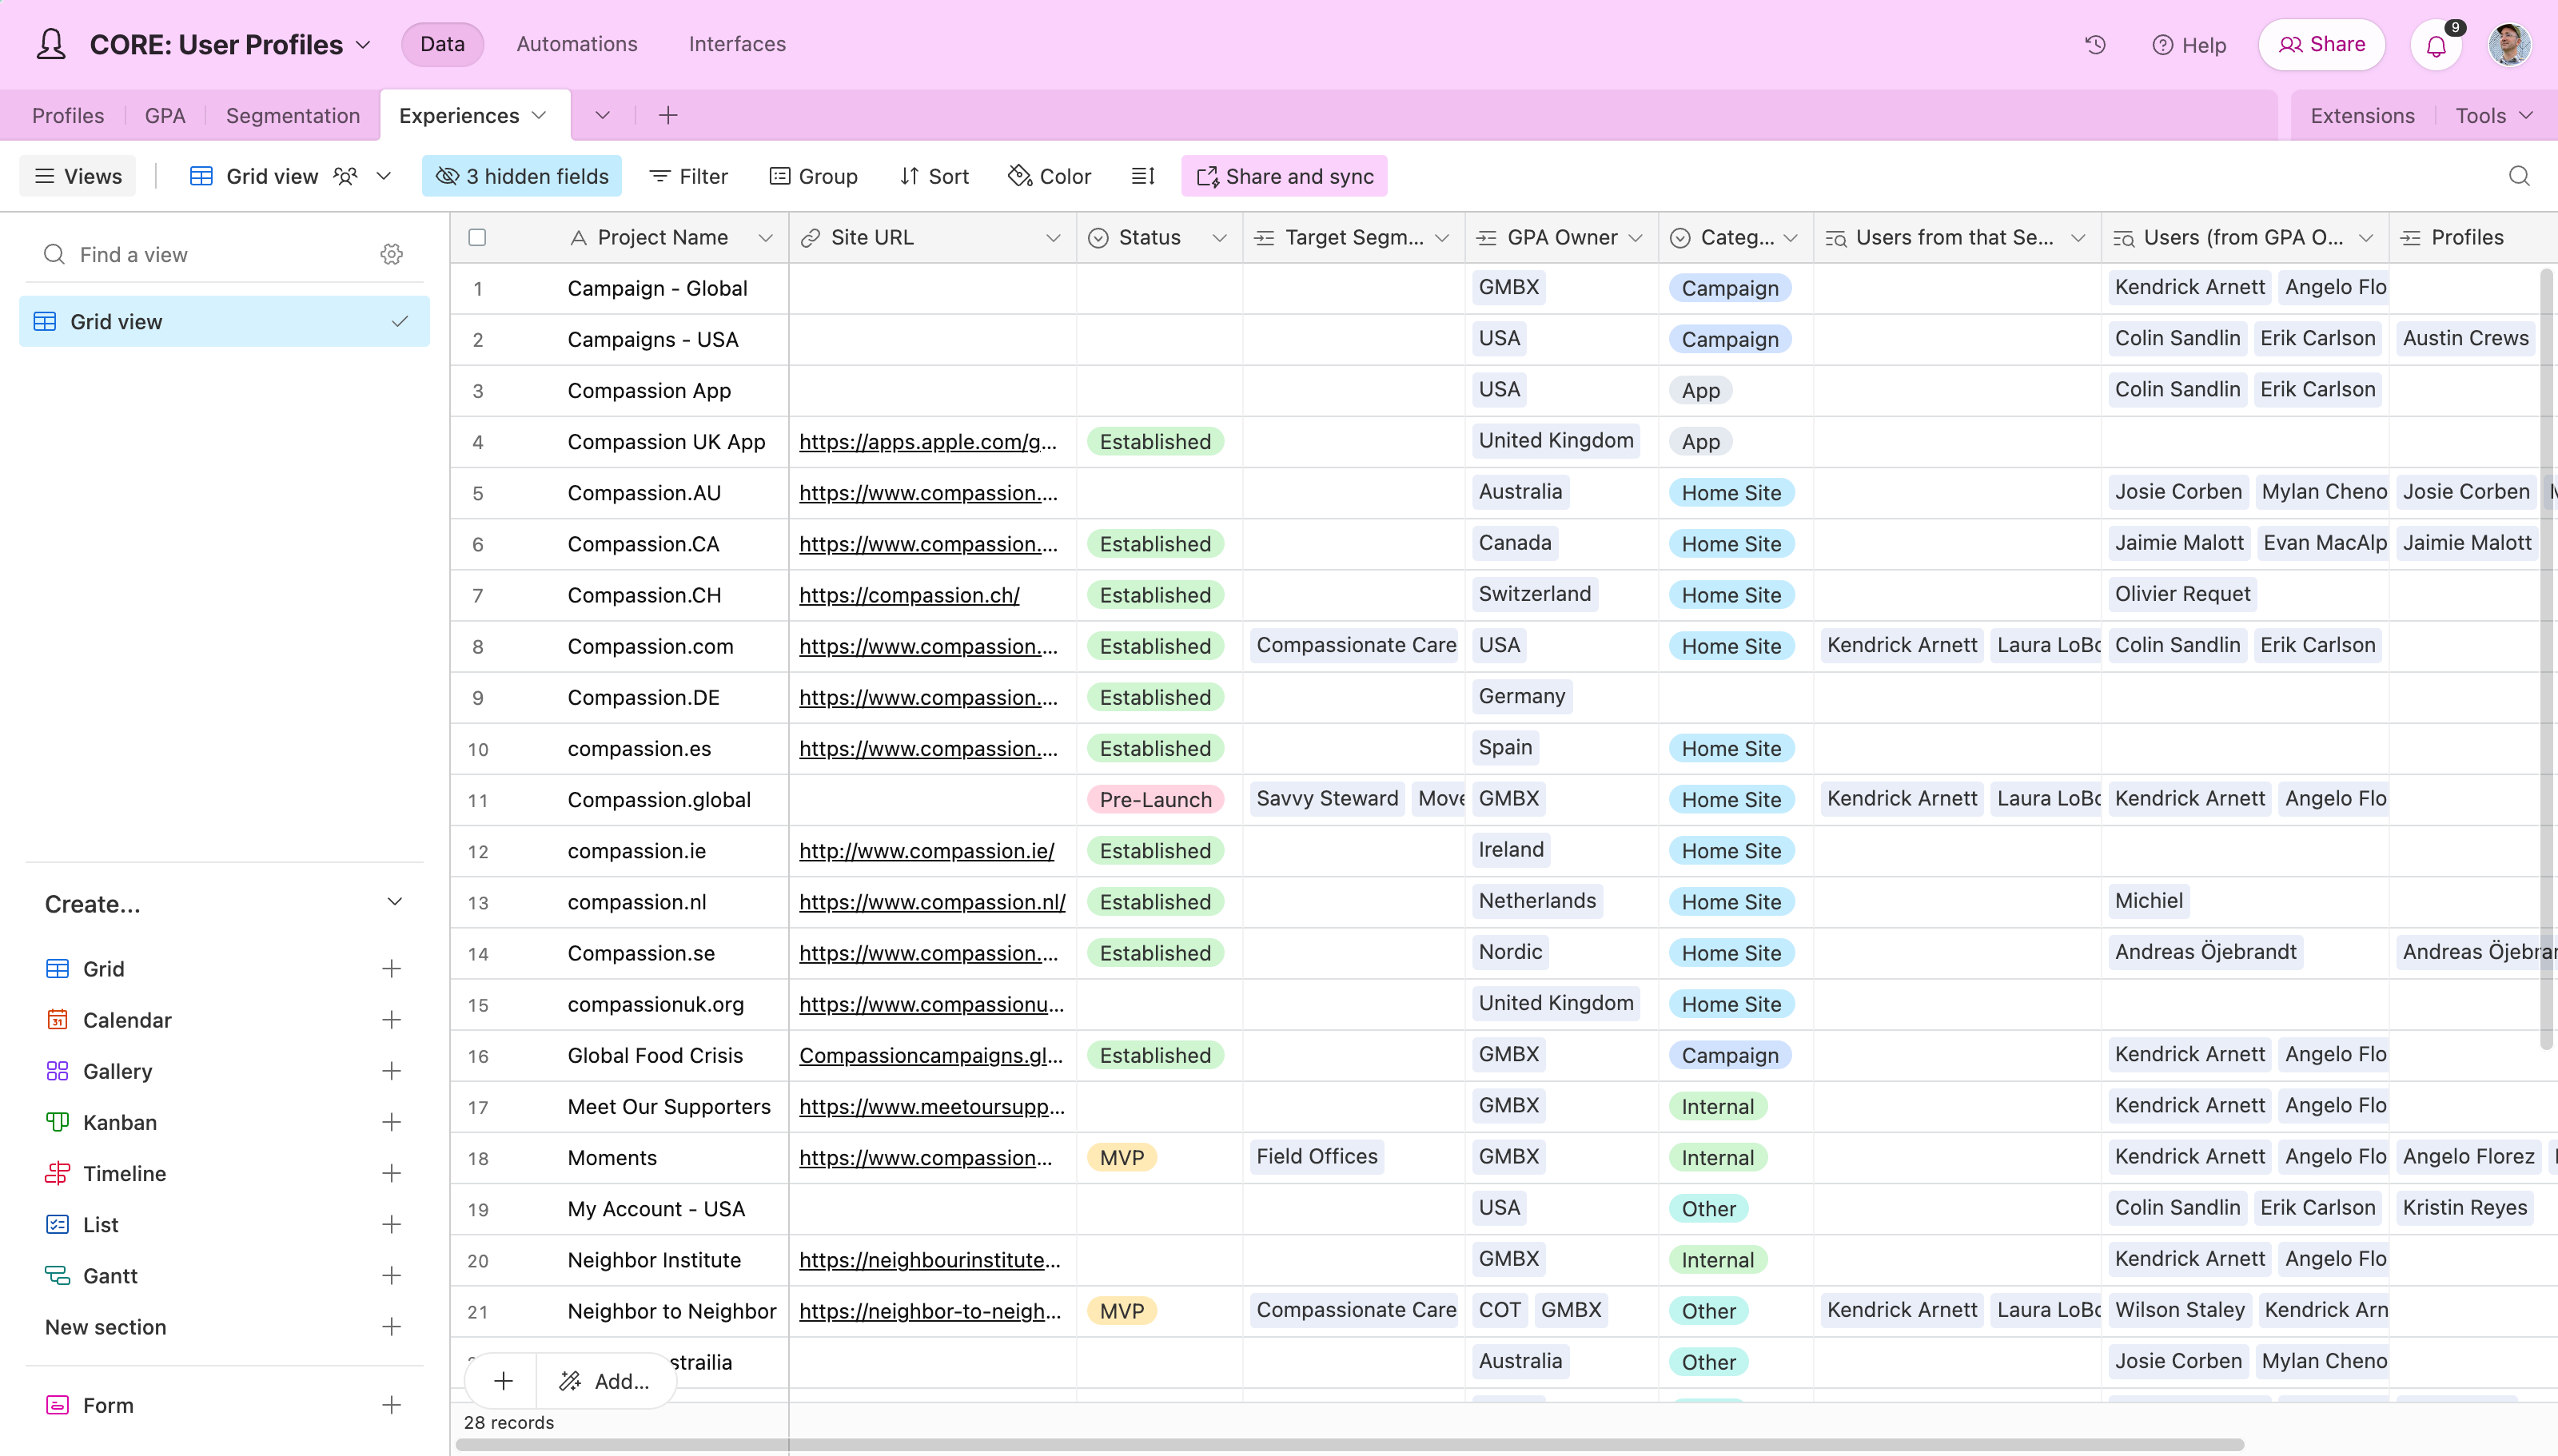 CORE: User Profiles Data Automations Interfaces Help Share 9
Profiles GPA Segmentation Experiences Extensions Tools
Views Grid view 3 hidden fields Filter Group Sort Color Share and sync
Find a view
Grid view
Create...
Grid
Calendar
Gallery
Kanban
Timeline
List
Gantt
New section
Form
Project Name Site URL Status Target Segm... GPA Owner Categ... Users from that Se... Users (from GPA O... Profiles
1 Campaign - Global GMBX Campaign Kendrick Arnett Angelo Flo
2 Campaigns - USA USA Campaign Colin Sandlin Erik Carlson Austin Crews
3 Compassion App USA App Colin Sandlin Erik Carlson
4 Compassion UK App https://apps.apple.com/g... Established United Kingdom App
5 Compassion.AU https://www.compassion.... Australia Home Site Josie Corben Mylan Cheno Josie Corben
6 Compassion.CA https://www.compassion.... Established Canada Home Site Jaimie Malott Evan MacAlp Jaimie Malott
7 Compassion.CH https://compassion.ch/ Established Switzerland Home Site Olivier Requet
8 Compassion.com https://www.compassion.... Established Compassionate Care USA Home Site Kendrick Arnett Laura LoBo Colin Sandlin Erik Carlson
9 Compassion.DE https://www.compassion.... Established Germany
10 compassion.es https://www.compassion.... Established Spain Home Site
11 Compassion.global Pre-Launch Savvy Steward Move GMBX Home Site Kendrick Arnett Laura LoBo Kendrick Arnett Angelo Flo
12 compassion.ie http://www.compassion.ie/ Established Ireland Home Site
13 compassion.nl https://www.compassion.nl/ Established Netherlands Home Site Michiel
14 Compassion.se https://www.compassion.... Established Nordic Home Site Andreas Öjebrandt Andreas Öjebrar
15 compassionuk.org https://www.compassionu... United Kingdom Home Site
16 Global Food Crisis Compassioncampaigns.gl... Established GMBX Campaign Kendrick Arnett Angelo Flo
17 Meet Our Supporters https://www.meetoursupp... GMBX Internal Kendrick Arnett Angelo Flo
18 Moments https://www.compassion... MVP Field Offices GMBX Internal Kendrick Arnett Angelo Flo Angelo Florez
19 My Account - USA USA Other Colin Sandlin Erik Carlson Kristin Reyes
20 Neighbor Institute https://neighbourinstitute... GMBX Internal Kendrick Arnett Angelo Flo
21 Neighbor to Neighbor https://neighbor-to-neigh... MVP Compassionate Care COT GMBX Other Kendrick Arnett Laura LoBo Wilson Staley Kendrick Arn
strailia Australia Other Josie Corben Mylan Cheno
Add...
28 records